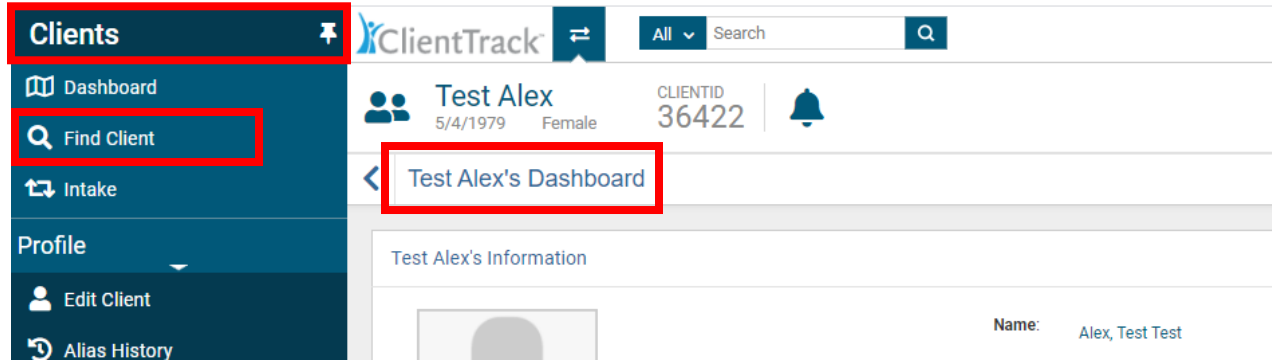 Clients
Dashboard
Find Client
Intake
Profile
Edit Client
Alias History
ClientTrack
All
Search
Test Alex
5/4/1979 Female
CLIENTID
36422
Test Alex's Dashboard
Test Alex's Information
Name:
Alex, Test Test